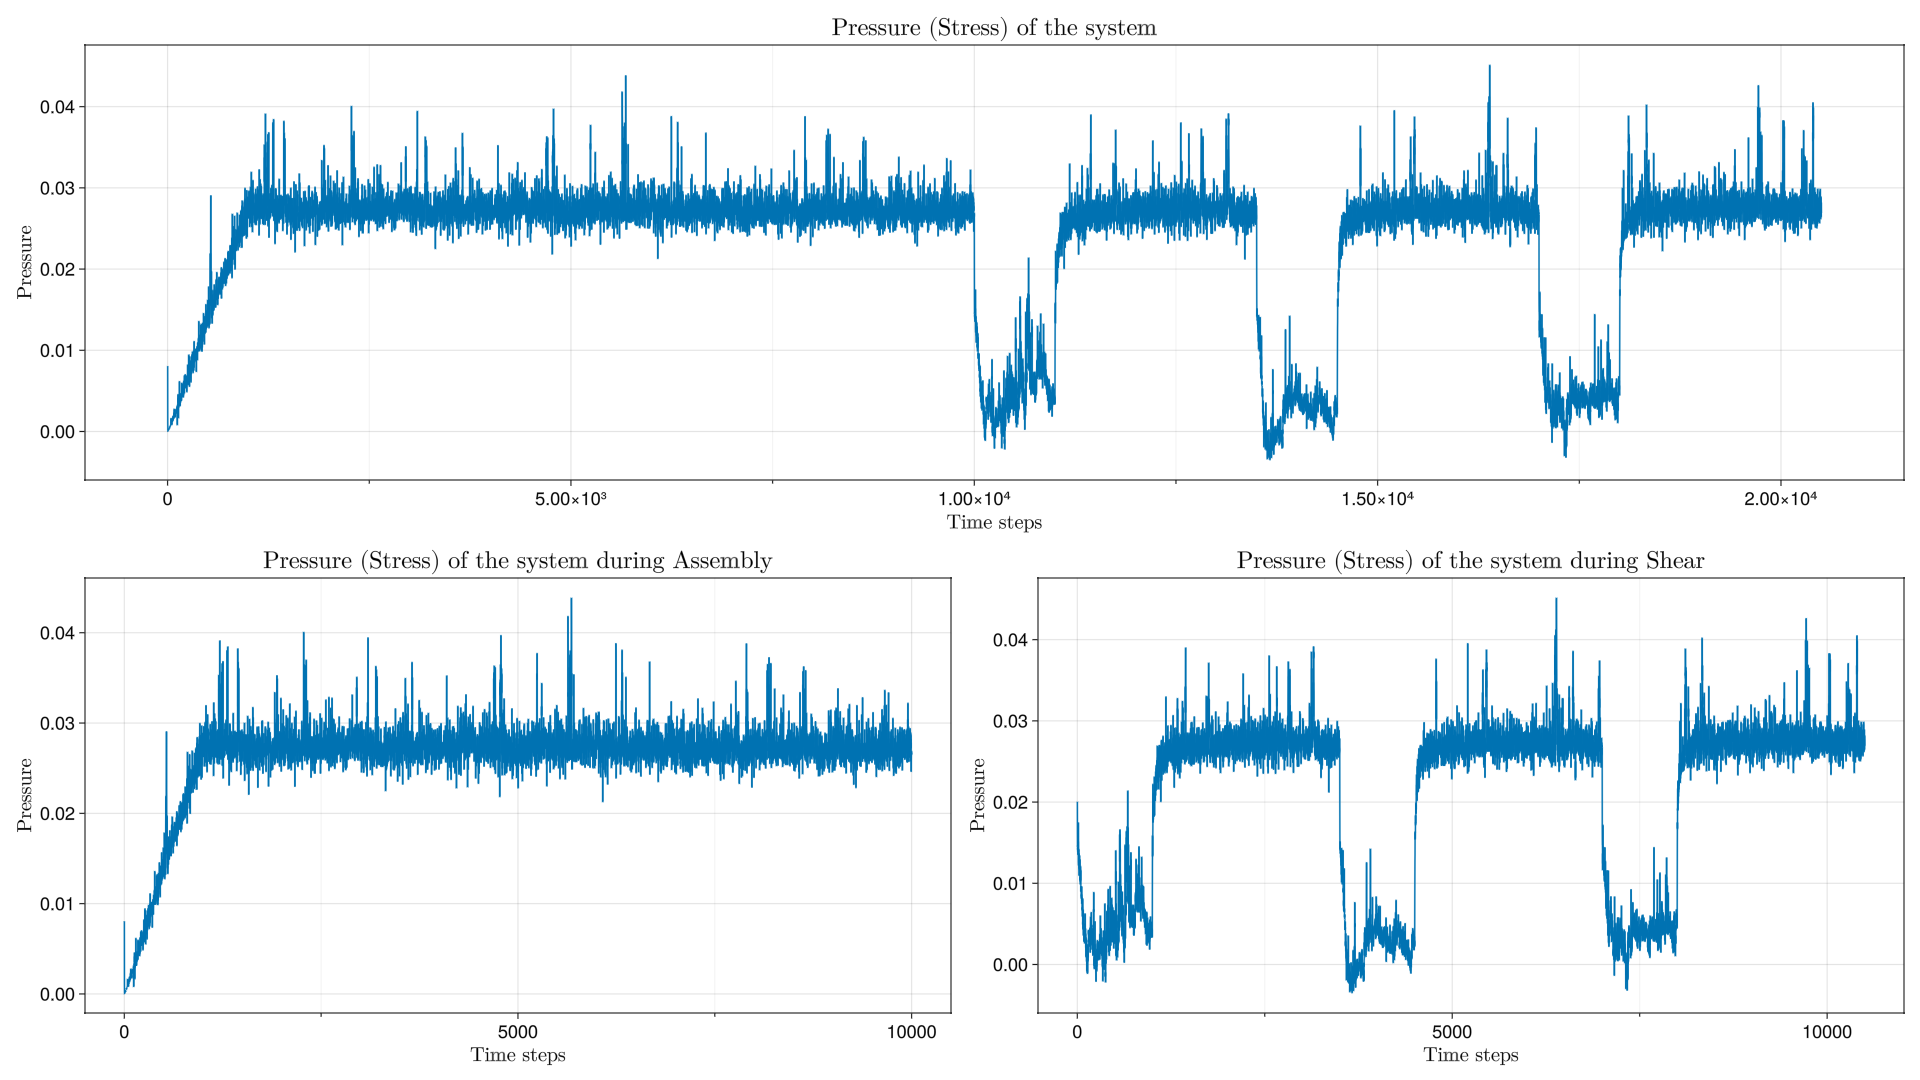 Pressure (Stress) of the system
Pressure
0.04
0.03
0.02
0.01
0.00
0 5.00×10³ 1.00×10⁴ 1.50×10⁴ 2.00×10⁴
Time steps
Pressure (Stress) of the system during Assembly
Pressure
0.04
0.03
0.02
0.01
0.00
0 5000 10000
Time steps
Pressure (Stress) of the system during Shear
Pressure
0.04
0.03
0.02
0.01
0.00
0 5000 10000
Time steps